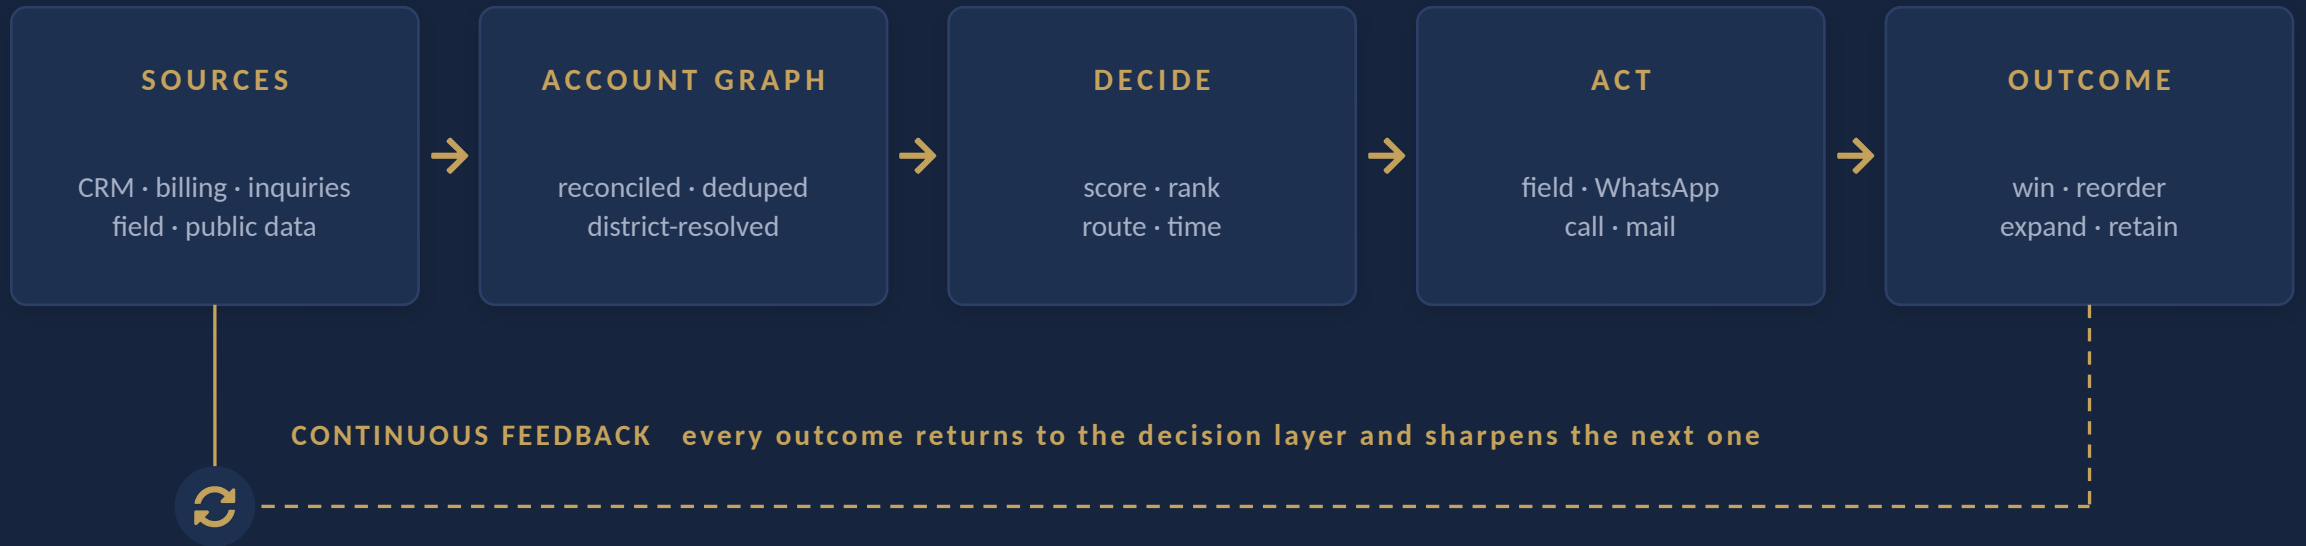 SOURCES
CRM · billing · inquiries
field · public data
ACCOUNT GRAPH
reconciled · deduped
district-resolved
DECIDE
score · rank
route · time
ACT
field · WhatsApp
call · mail
OUTCOME
win · reorder
expand · retain
CONTINUOUS FEEDBACK every outcome returns to the decision layer and sharpens the next one